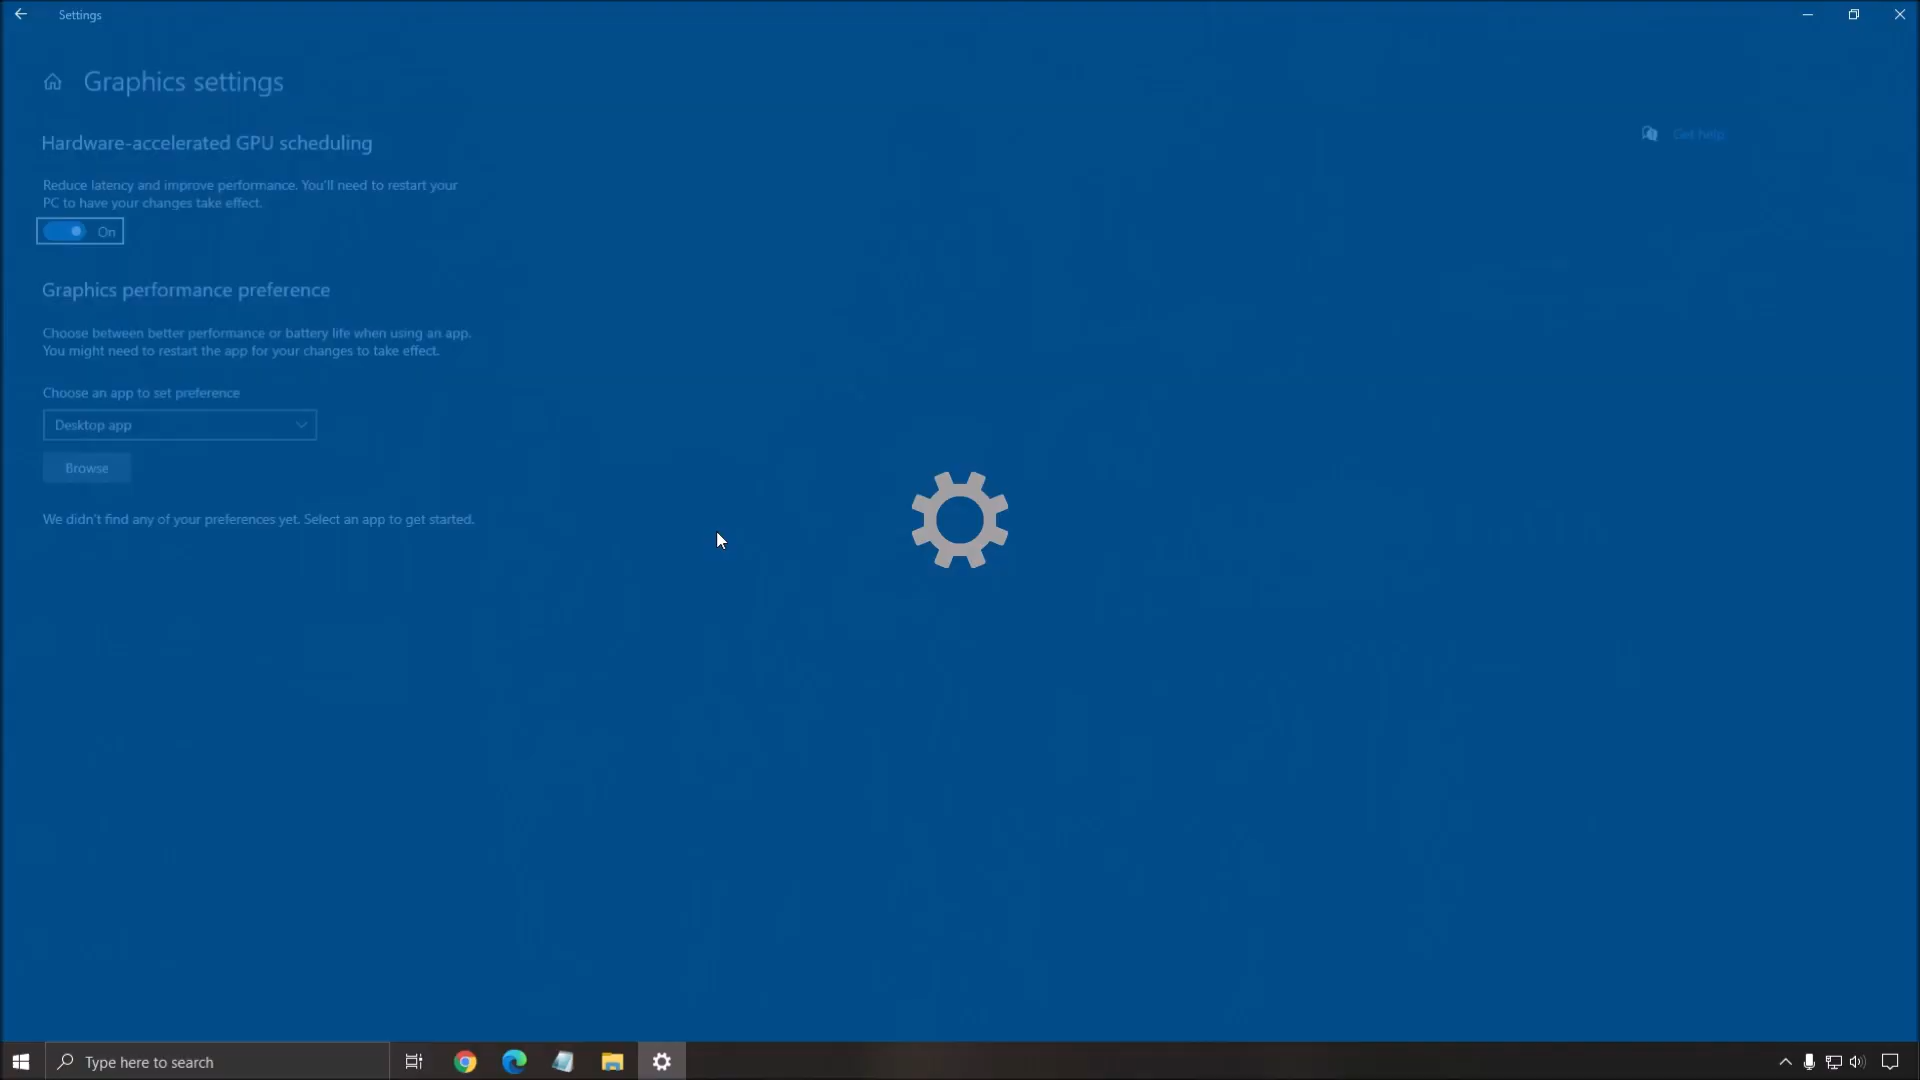 Settings
Graphics settings
Hardware-accelerated GPU scheduling
Get help
Reduce latency and improve performance. You'll need to restart your
PC to have your changes take effect.
On
Graphics performance preference
Choose between better performance or battery life when using an app.
You might need to restart the app for your changes to take effect.
Choose an app to set preference
Desktop app
Browse
We didn't find any of your preferences yet. Select an app to get started.
Type here to search